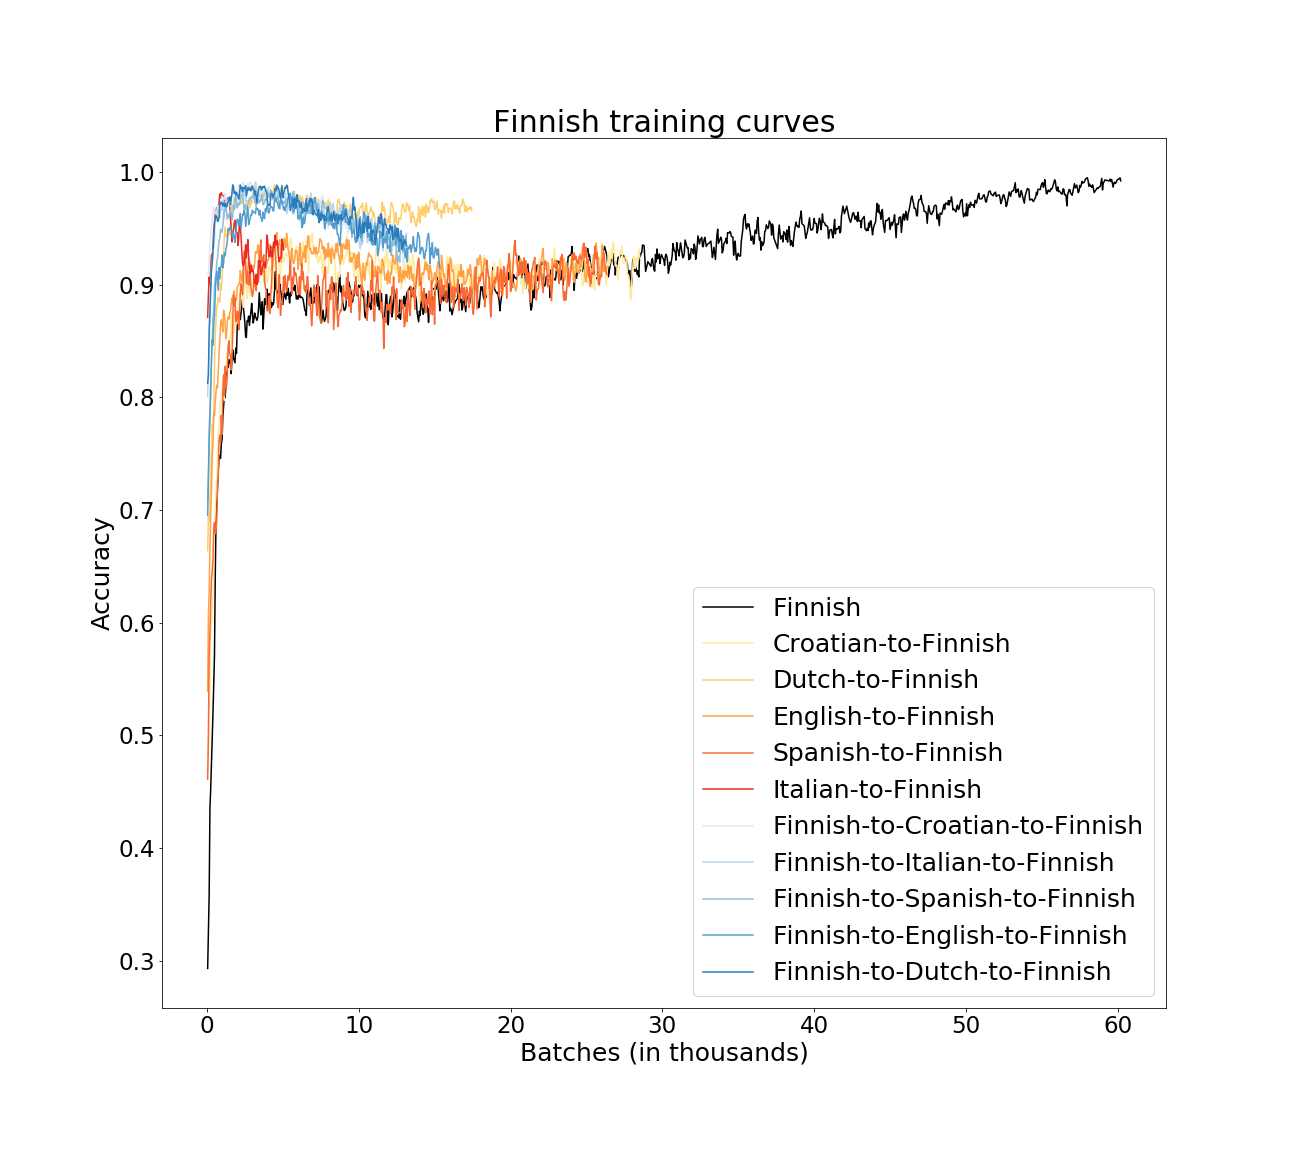 Finnish training curves
1.0
0.9
0.8
0.7
0.6
0.5
0.4
0.3
Accuracy
Finnish
Croatian-to-Finnish
Dutch-to-Finnish
English-to-Finnish
Spanish-to-Finnish
Italian-to-Finnish
Finnish-to-Croatian-to-Finnish
Finnish-to-Italian-to-Finnish
Finnish-to-Spanish-to-Finnish
Finnish-to-English-to-Finnish
Finnish-to-Dutch-to-Finnish
0 10 20 30 40 50 60
Batches (in thousands)